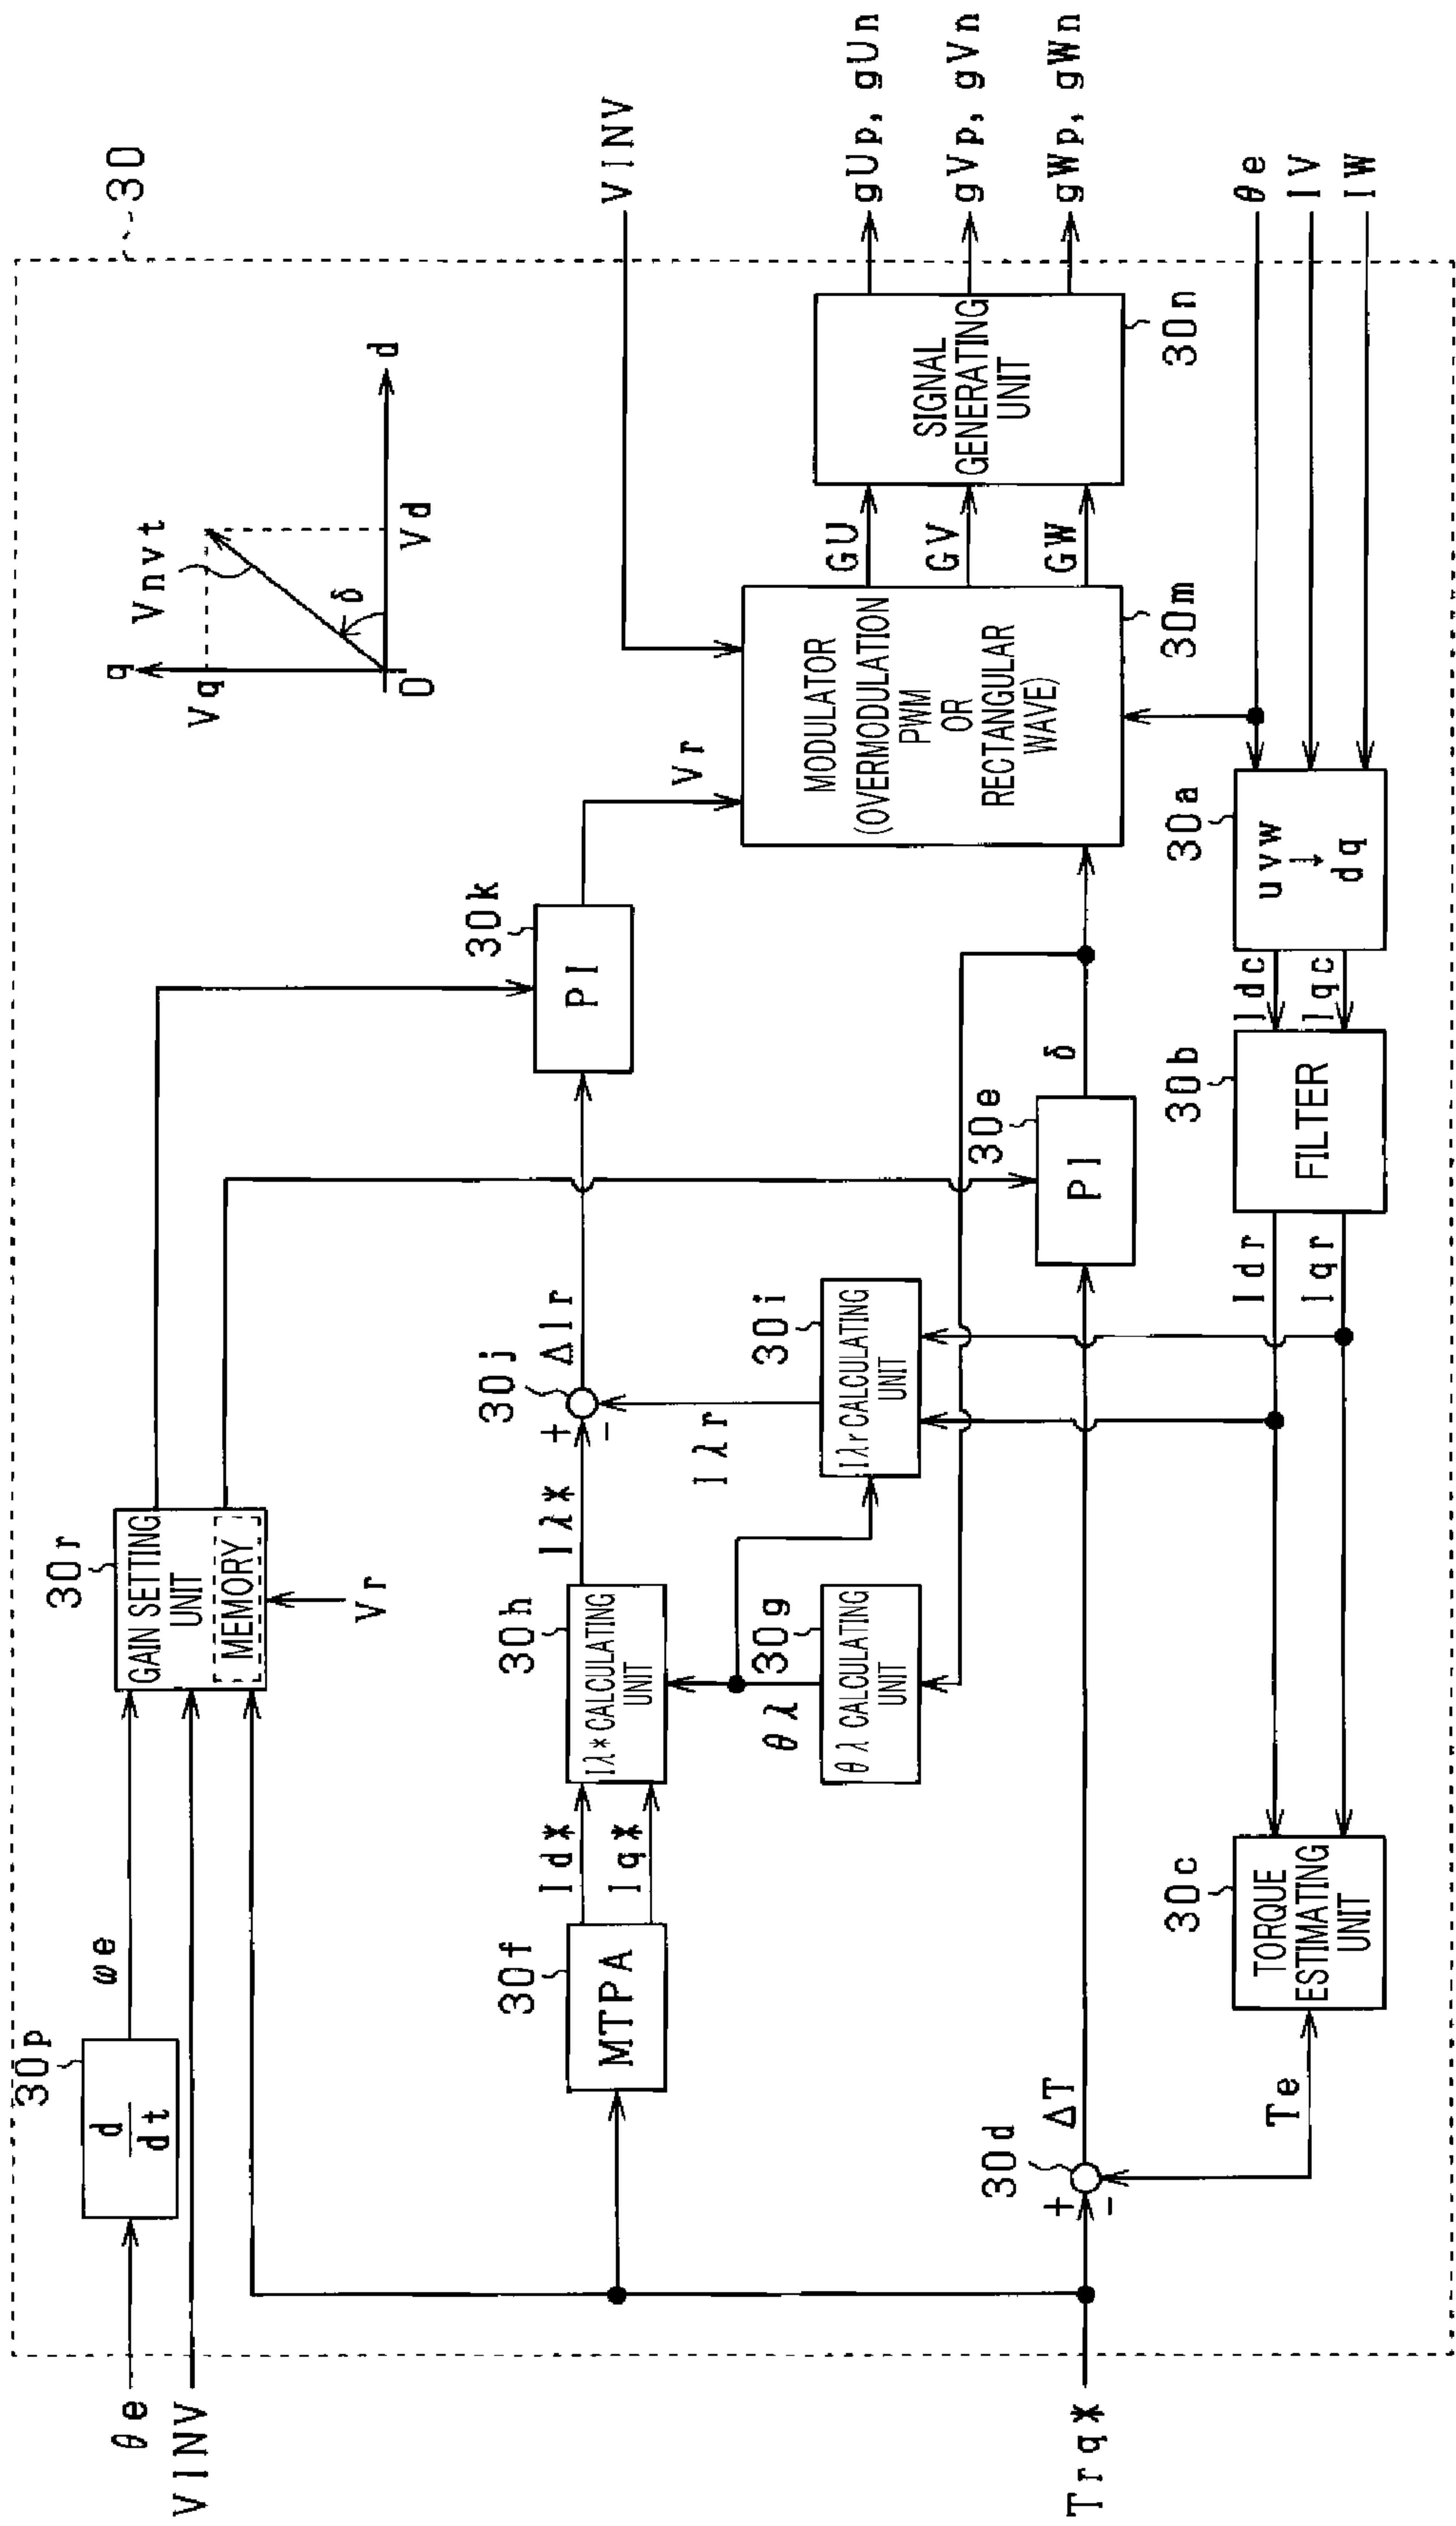 30
θe
VINV
Trq*
30p
d
dt
ωe
30r
GAIN SETTING
UNIT
MEMORY
Vr
q
Vq
Vnvt
δ
0
Vd
d
VINV
30f
MTPA
Id*
Iq*
30h
Iλ*CALCULATING
UNIT
Iλ*
+
-
30j
ΔIr
30k
PI
Vr
θλ
30g
θλ CALCULATING
UNIT
Iλr
30i
IλrCALCULATING
UNIT
MODULATOR
(OVERMODULATION
PWM
OR
RECTANGULAR
WAVE)
30m
GU
GV
GW
SIGNAL
GENERATING
UNIT
30n
gUp, gUn
gVp, gVn
gWp, gWn
30d
+
-
ΔT
30e
PI
δ
Te
30c
TORQUE
ESTIMATING
UNIT
Idr
Iqr
30b
FILTER
Idc
Iqc
30a
uvw
↓
dq
θe
IV
IW